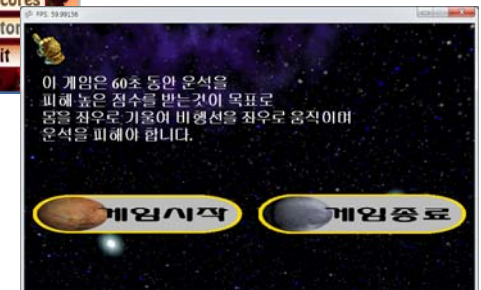 cores
tor
it
FPS: 59.99156
이 게임은 60초 동안 운석을
피해 높은 점수를 받는것이 목표로
몸을 좌우로 기울여 비행선을 좌우로 움직이며
운석을 피해야 합니다.
게임시작
게임종료